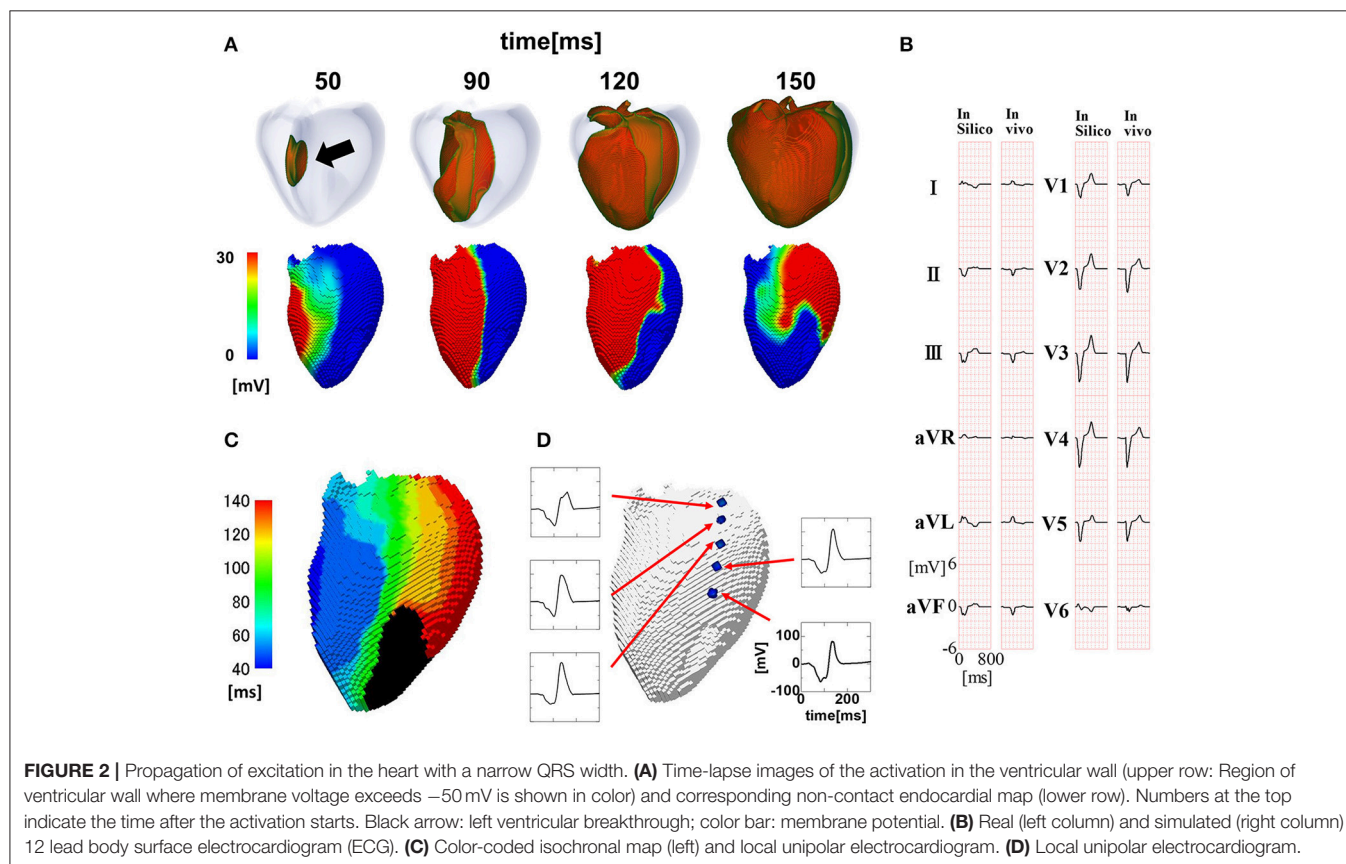 A
time[ms]
50 90 120 150
30
0
[mV]
B
In Silico In vivo In Silico In vivo
I V1
II V2
III V3
aVR V4
aVL V5
[mV] 6
aVF 0 V6
-6
0 800
[ms]
C
140
120
100
80
60
40
[ms]
D
[mV]
100
0
-100
0 200
time[ms]
FIGURE 2 | Propagation of excitation in the heart with a narrow QRS width. (A) Time-lapse images of the activation in the ventricular wall (upper row: Region of
ventricular wall where membrane voltage exceeds −50 mV is shown in color) and corresponding non-contact endocardial map (lower row). Numbers at the top
indicate the time after the activation starts. Black arrow: left ventricular breakthrough; color bar: membrane potential. (B) Real (left column) and simulated (right column)
12 lead body surface electrocardiogram (ECG). (C) Color-coded isochronal map (left) and local unipolar electrocardiogram. (D) Local unipolar electrocardiogram.